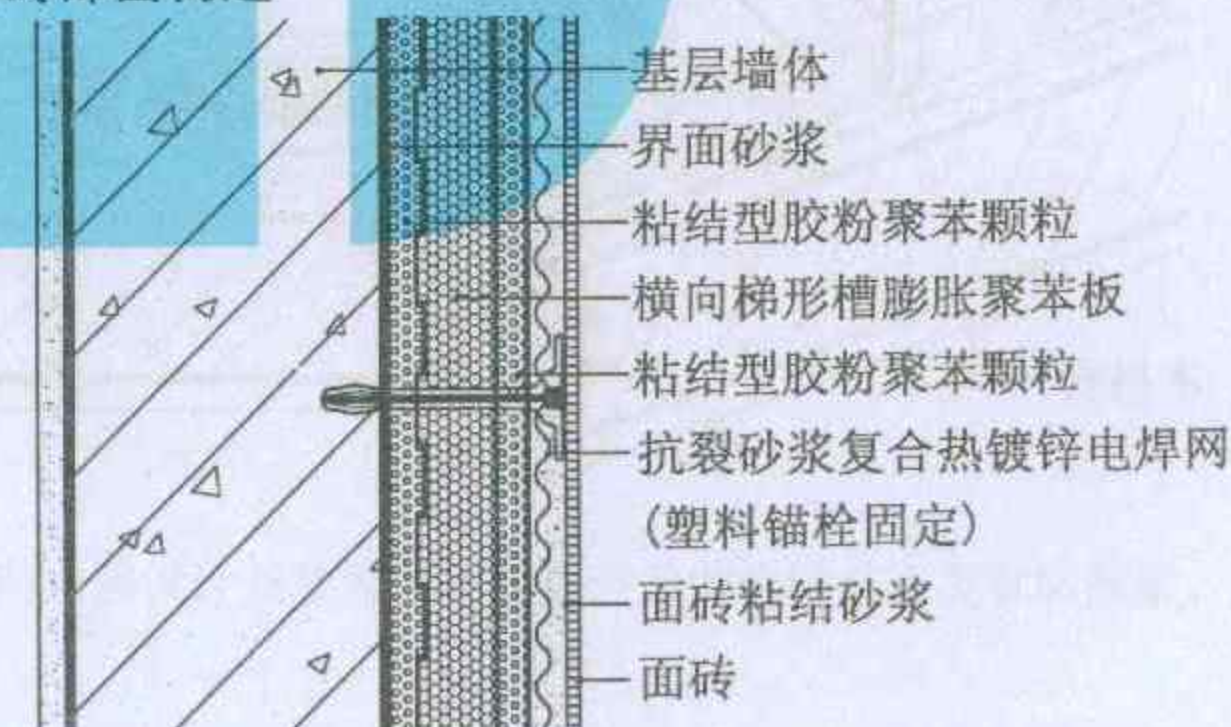 基层墙体
界面砂浆
粘结型胶粉聚苯颗粒
横向梯形槽膨胀聚苯板
粘结型胶粉聚苯颗粒
抗裂砂浆复合热镀锌电焊网
(塑料锚栓固定)
面砖粘结砂浆
面砖